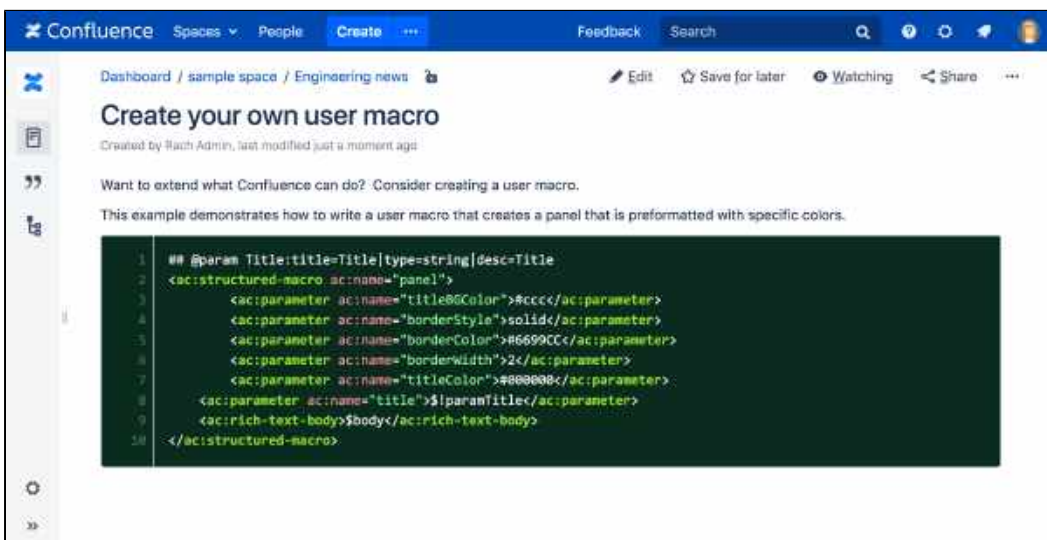 Confluence Spaces People Create ··· Feedback Search
Dashboard / sample space / Engineering news Edit Save for later Watching Share ···
Create your own user macro
Created by Rach Admin, last modified just a moment ago
Want to extend what Confluence can do? Consider creating a user macro.
This example demonstrates how to write a user macro that creates a panel that is preformatted with specific colors.
1 ## @param Title:title=Title|type=string|desc=Title
2 <ac:structured-macro ac:name="panel">
3 <ac:parameter ac:name="titleBGColor">#ccc</ac:parameter>
4 <ac:parameter ac:name="borderStyle">solid</ac:parameter>
5 <ac:parameter ac:name="borderColor">#6699CC</ac:parameter>
6 <ac:parameter ac:name="borderWidth">2</ac:parameter>
7 <ac:parameter ac:name="titleColor">#000000</ac:parameter>
8 <ac:parameter ac:name="title">$!paramTitle</ac:parameter>
9 <ac:rich-text-body>$body</ac:rich-text-body>
10 </ac:structured-macro>